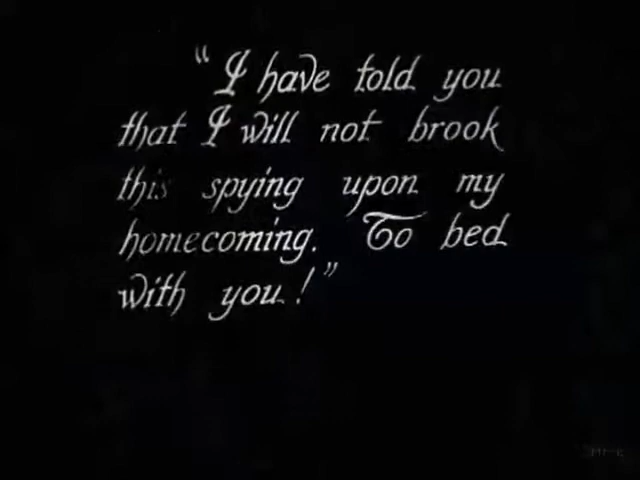 “I have told you
that I will not brook
this spying upon my
homecoming. To bed
with you!”